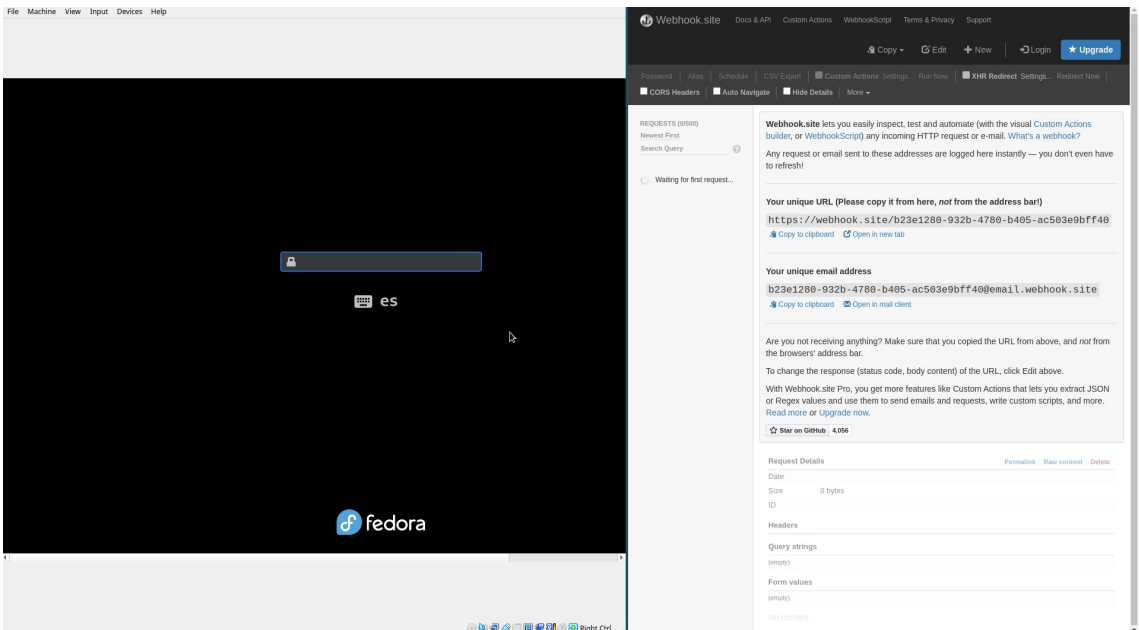 File Machine View Input Devices Help
es
fedora
Right Ctrl
Webhook.site Docs & API Custom Actions WebhookScript Terms & Privacy Support
Copy Edit New Login Upgrade
Password Alias Schedule CSV Export Custom Actions Settings... Run Now XHR Redirect Settings... Redirect Now
CORS Headers Auto Navigate Hide Details More
REQUESTS (0/500)
Newest First
Search Query
Waiting for first request...
Webhook.site lets you easily inspect, test and automate (with the visual Custom Actions
builder, or WebhookScript) any incoming HTTP request or e-mail. What's a webhook?
Any request or email sent to these addresses are logged here instantly — you don't even have
to refresh!
Your unique URL (Please copy it from here, not from the address bar!)
https://webhook.site/b23e1280-932b-4780-b405-ac503e9bff40
Copy to clipboard Open in new tab
Your unique email address
b23e1280-932b-4780-b405-ac503e9bff40@email.webhook.site
Copy to clipboard Open in mail client
Are you not receiving anything? Make sure that you copied the URL from above, and not from
the browsers' address bar.
To change the response (status code, body content) of the URL, click Edit above.
With Webhook.site Pro, you get more features like Custom Actions that lets you extract JSON
or Regex values and use them to send emails and requests, write custom scripts, and more.
Read more or Upgrade now.
Star on GitHub 4,056
Request Details Permalink Raw content Delete
Date
Size 0 bytes
ID
Headers
Query strings
(empty)
Form values
(empty)
No content